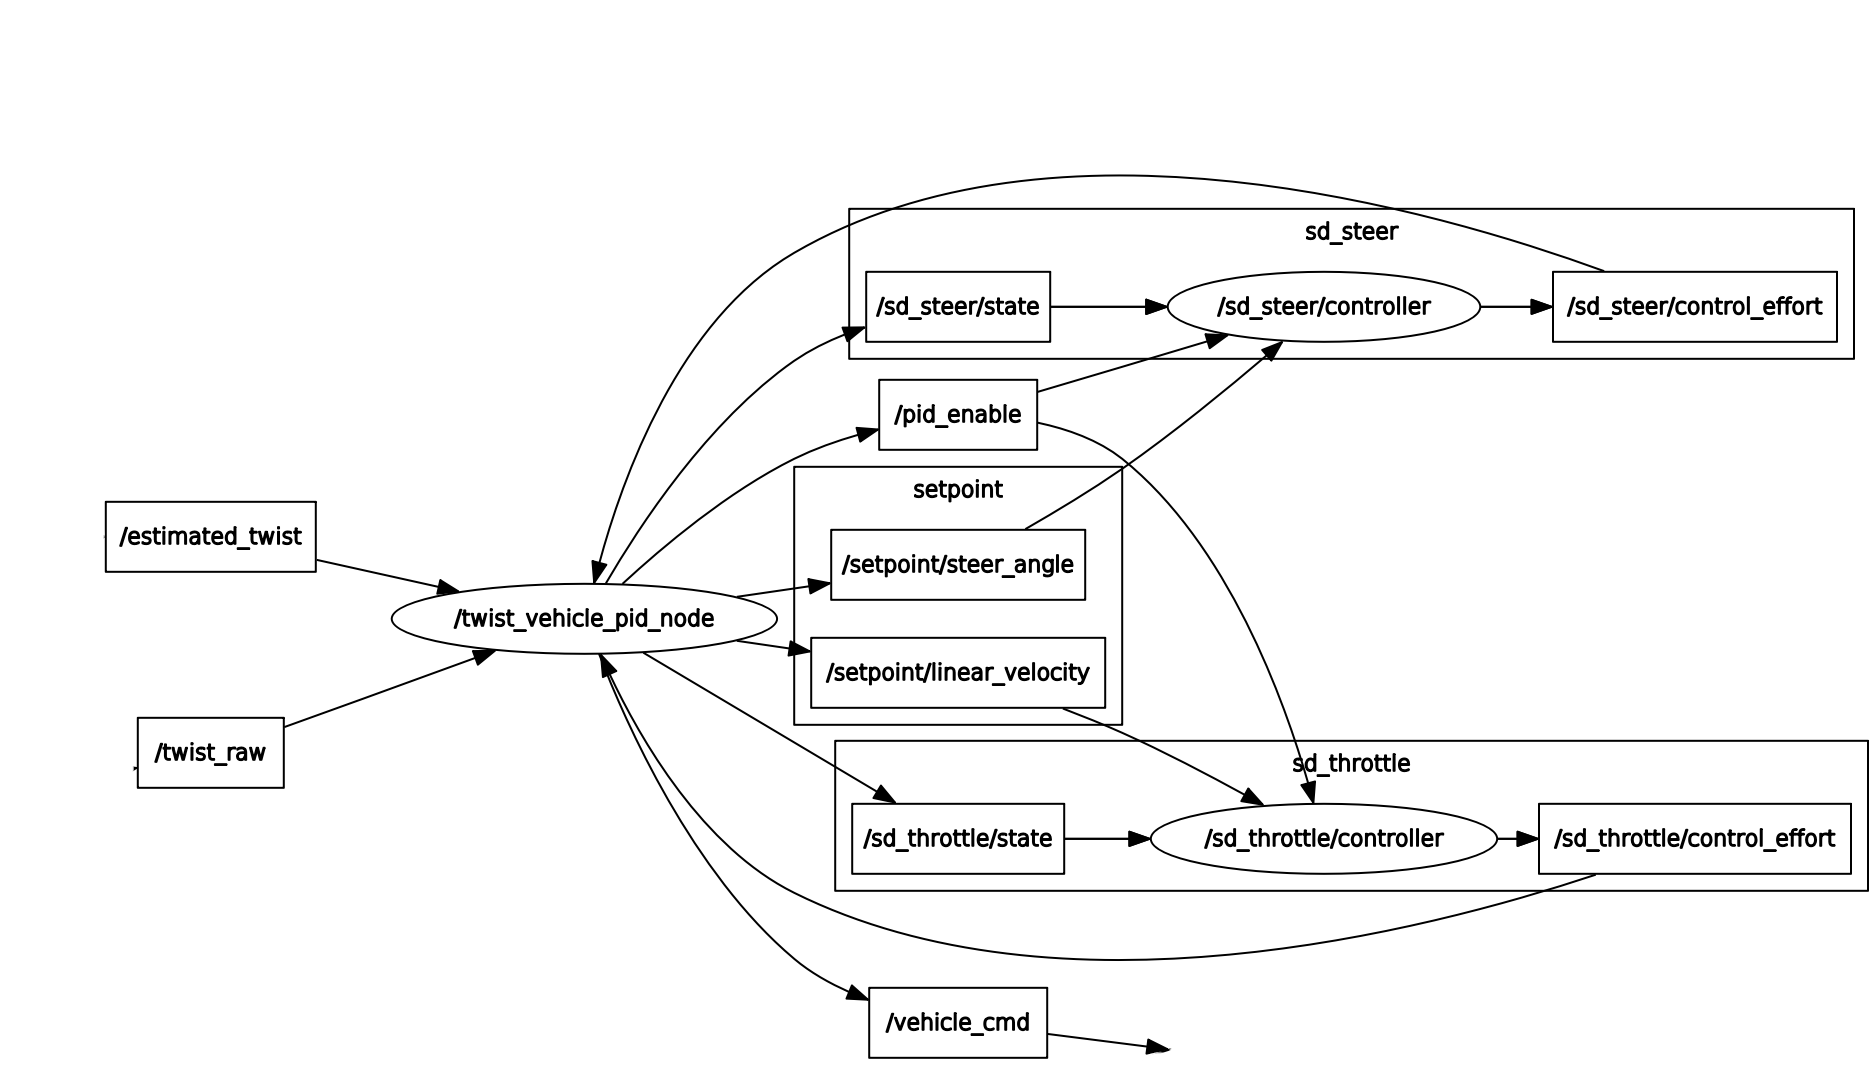 sd_steer
/sd_steer/state
/sd_steer/controller
/sd_steer/control_effort
/pid_enable
setpoint
/estimated_twist
/setpoint/steer_angle
/twist_vehicle_pid_node
/setpoint/linear_velocity
/twist_raw
sd_throttle
/sd_throttle/state
/sd_throttle/controller
/sd_throttle/control_effort
/vehicle_cmd